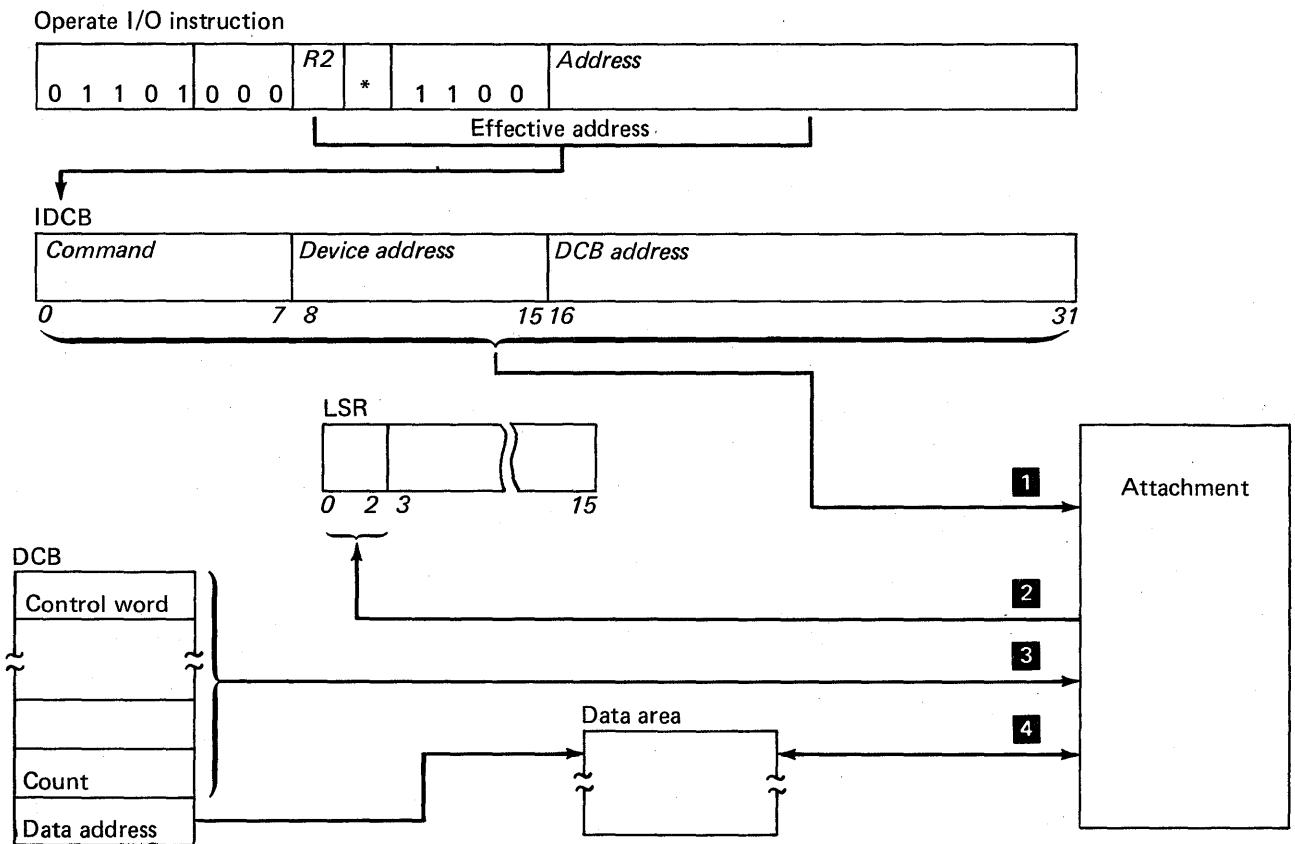 Operate I/O instruction
R2 Address
0 1 1 0 1 0 0 0 * 1 1 0 0
Effective address
IDCB
Command Device address DCB address
0 7 8 15 16 31
LSR
0 2 3 15
1
Attachment
DCB
Control word
2
3
Data area
4
Count
Data address